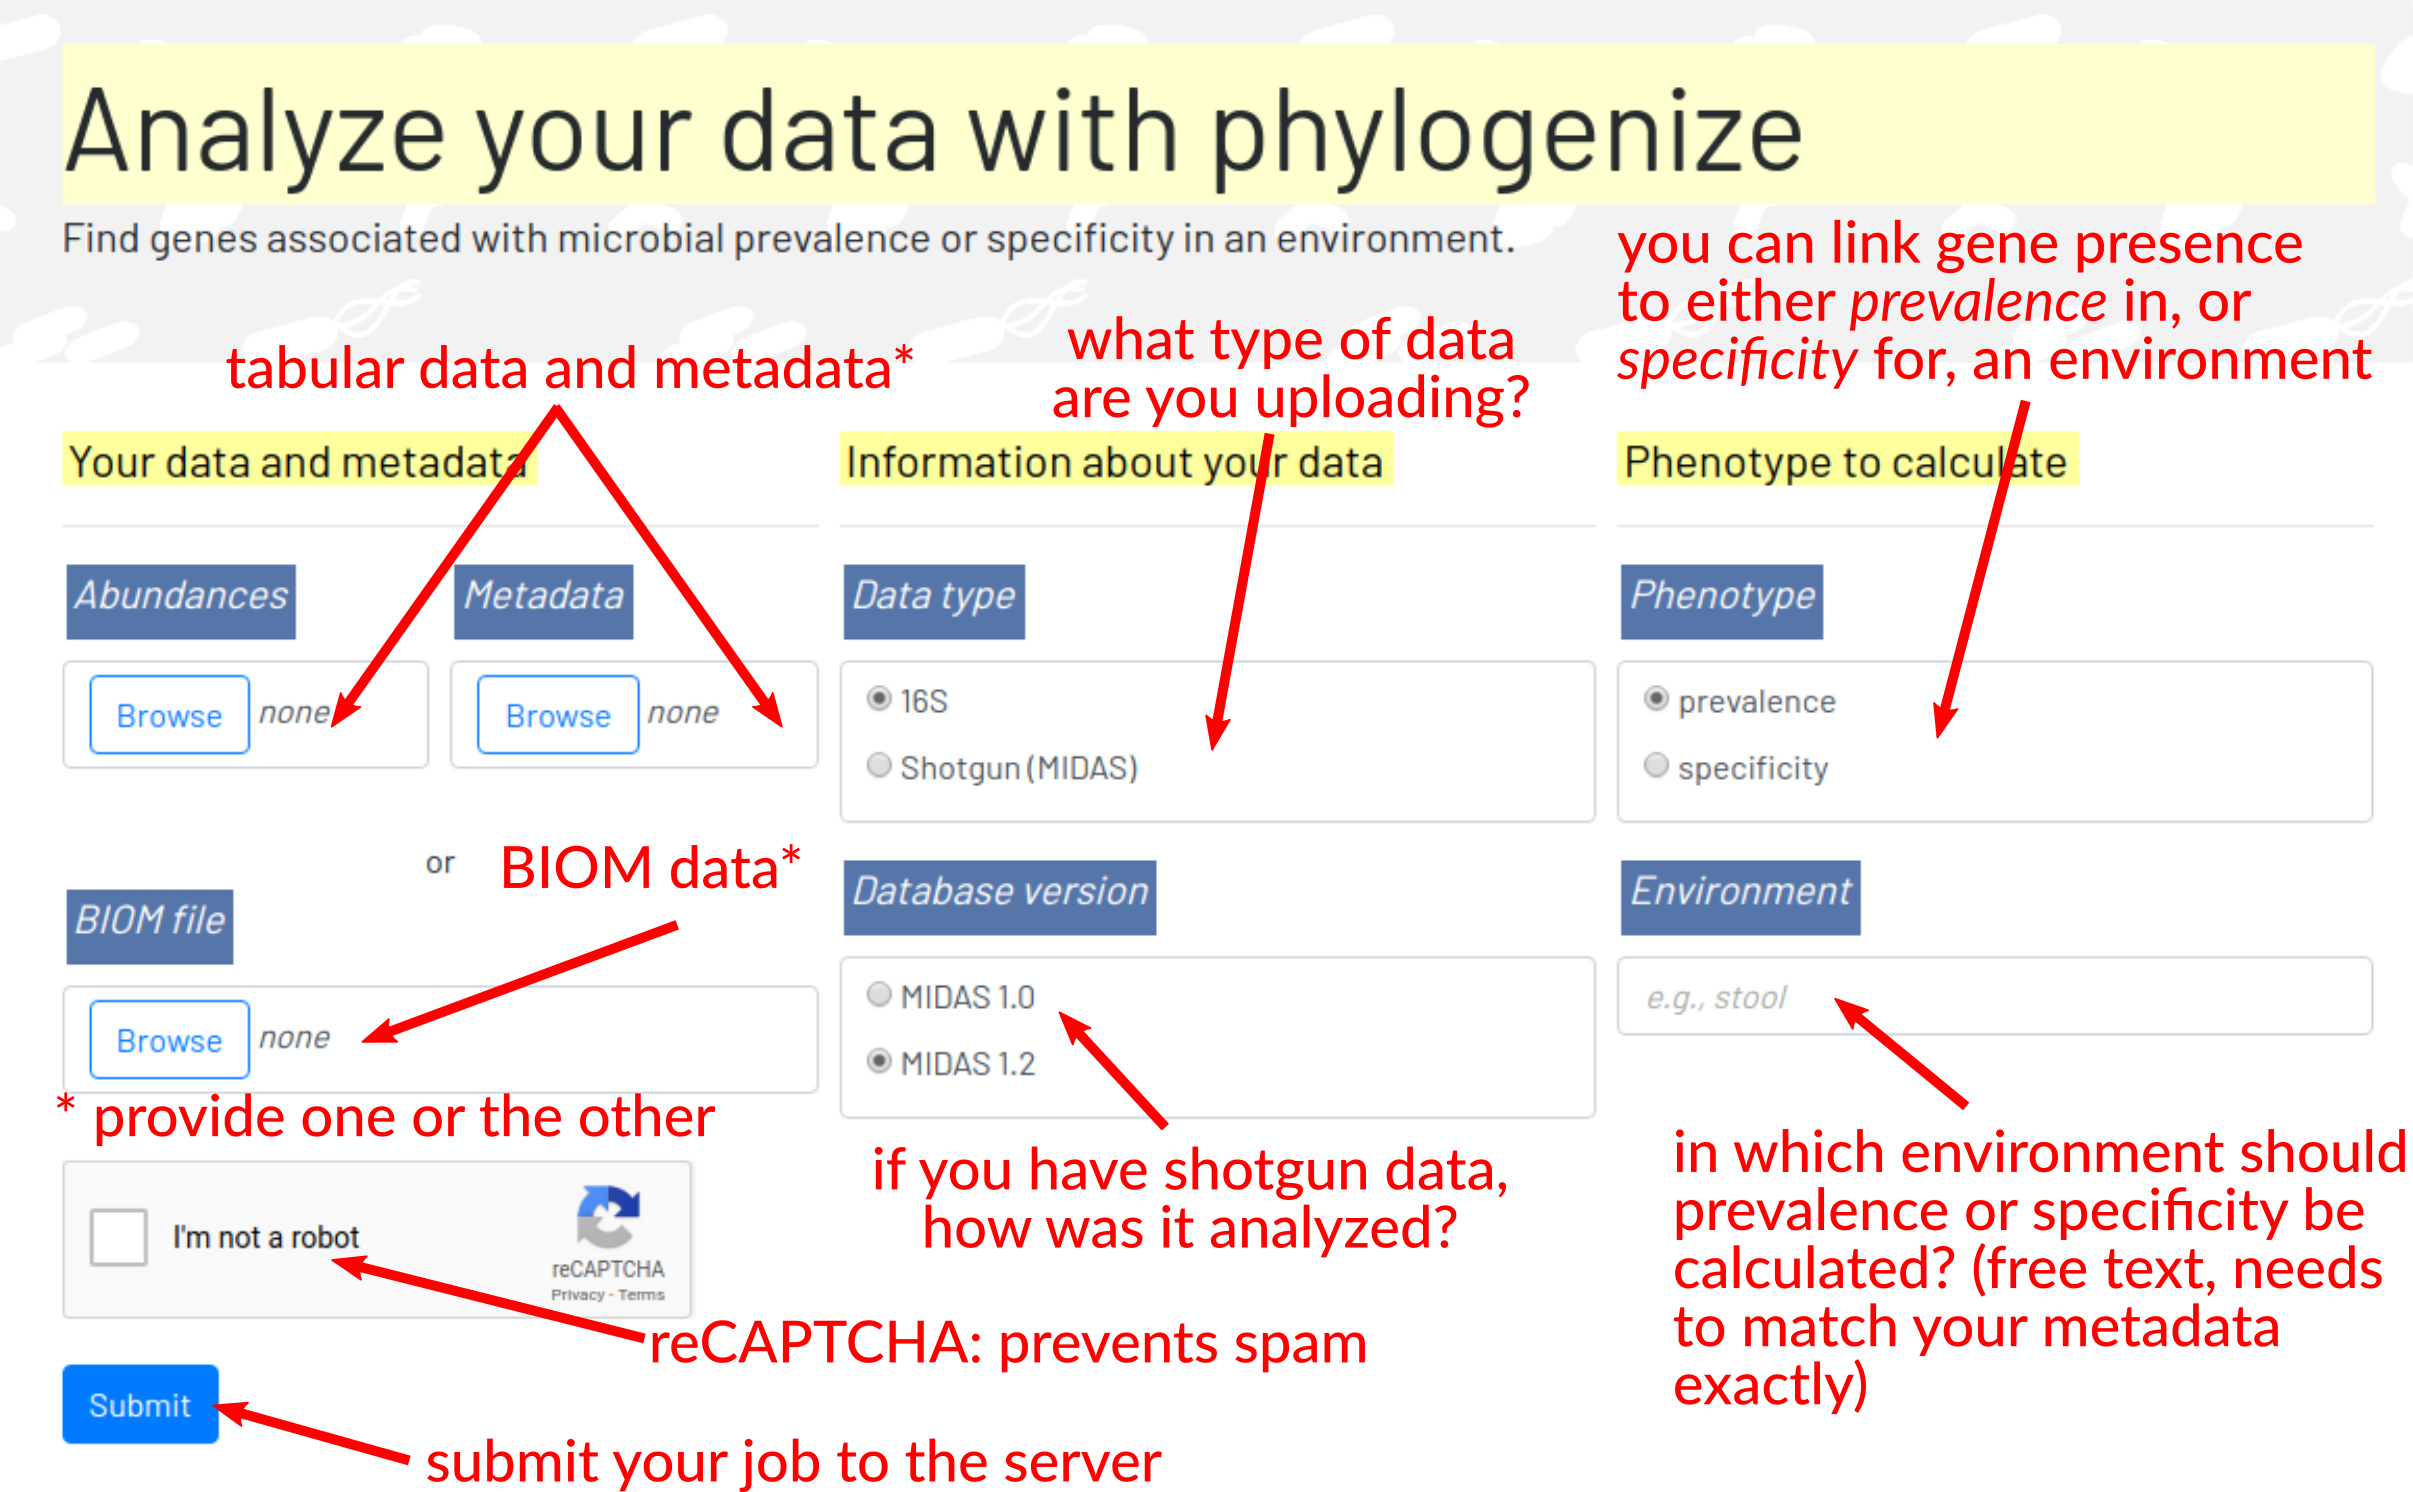 Analyze your data with phylogenize
Find genes associated with microbial prevalence or specificity in an environment.
you can link gene presence
to either prevalence in, or
specificity for, an environment
what type of data
are you uploading?
tabular data and metadata*
Your data and metadata
Abundances
Metadata
Browse none
Browse none
or
BIOM data*
BIOM file
Browse none
* provide one or the other
I'm not a robot
reCAPTCHA
Privacy - Terms
reCAPTCHA: prevents spam
Submit
submit your job to the server
Information about your data
Data type
16S
Shotgun (MIDAS)
Database version
MIDAS 1.0
MIDAS 1.2
if you have shotgun data,
how was it analyzed?
Phenotype to calculate
Phenotype
prevalence
specificity
Environment
e.g., stool
in which environment should
prevalence or specificity be
calculated? (free text, needs
to match your metadata
exactly)